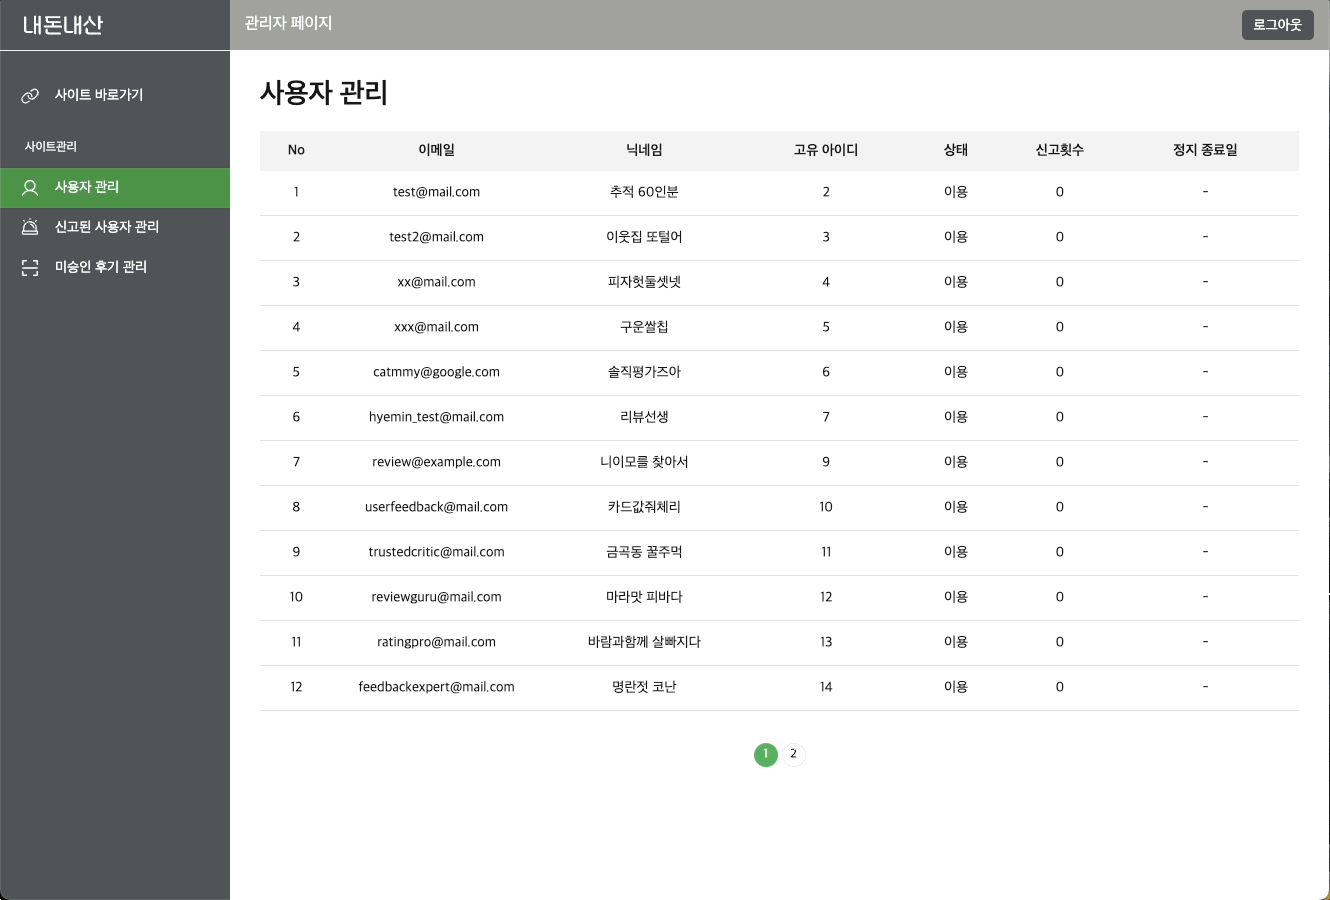 내돈내산
관리자 페이지
로그아웃
사이트 바로가기
사이트관리
사용자 관리
신고된 사용자 관리
미승인 후기 관리
사용자 관리
No 이메일 닉네임 고유 아이디 상태 신고횟수 정지 종료일
1 test@mail.com 추적 60인분 2 이용 0 -
2 test2@mail.com 이웃집 또털어 3 이용 0 -
3 xx@mail.com 피자헛둘셋넷 4 이용 0 -
4 xxx@mail.com 구운쌀칩 5 이용 0 -
5 catmmy@google.com 솔직평가즈아 6 이용 0 -
6 hyemin_test@mail.com 리뷰선생 7 이용 0 -
7 review@example.com 니이모를 찾아서 9 이용 0 -
8 userfeedback@mail.com 카드값줘체리 10 이용 0 -
9 trustedcritic@mail.com 금곡동 꿀주먹 11 이용 0 -
10 reviewguru@mail.com 마라맛 피바다 12 이용 0 -
11 ratingpro@mail.com 바람과함께 살빠지다 13 이용 0 -
12 feedbackexpert@mail.com 명란젓 코난 14 이용 0 -
1 2